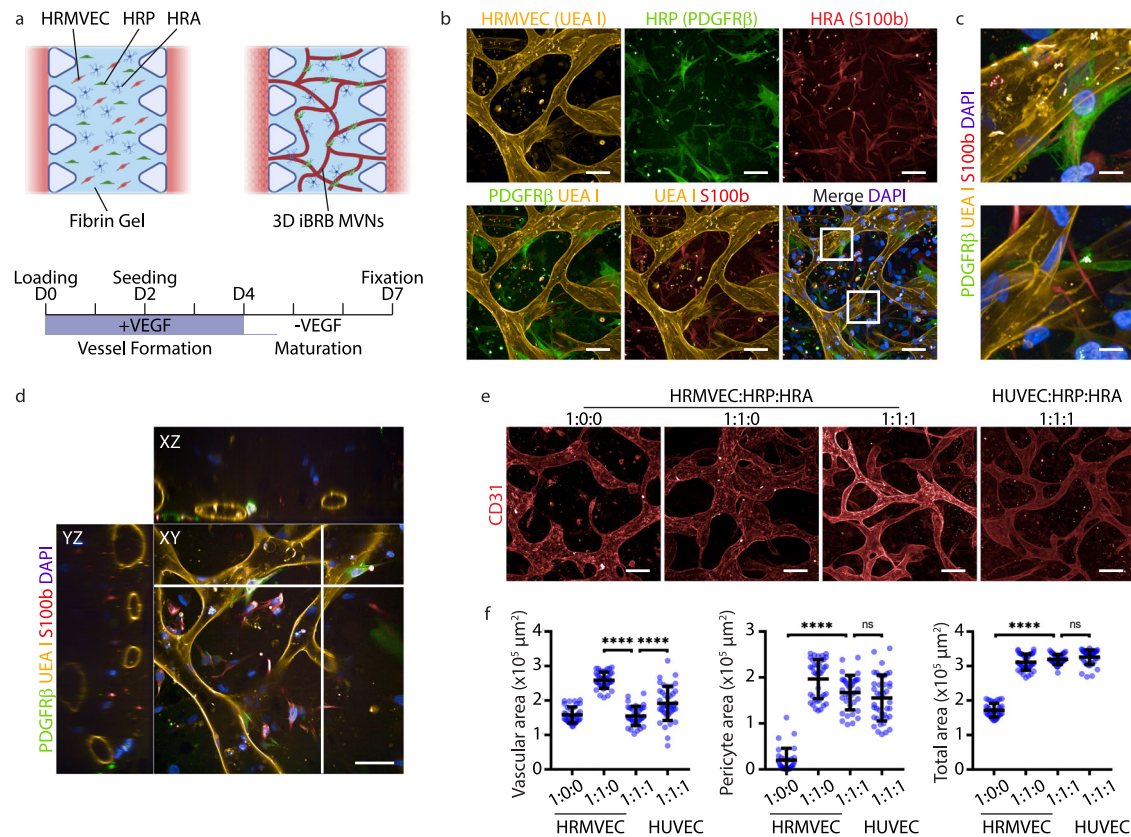 a
HRMVEC HRP HRA
Fibrin Gel
3D iBRB MVNs
Loading Seeding Fixation
D0 D2 D4 D7
+VEGF -VEGF
Vessel Formation Maturation
b
HRMVEC (UEA I) HRP (PDGFRβ) HRA (S100b)
PDGFRβ UEA I UEA I S100b Merge DAPI
c
PDGFRβ UEA I S100b DAPI
d
XZ
YZ XY
PDGFRβ UEA I S100b DAPI
e
HRMVEC:HRP:HRA HUVEC:HRP:HRA
1:0:0 1:1:0 1:1:1 1:1:1
CD31
f
Vascular area (x10⁵ µm²)
4
3
2
1
0
**** ****
1:0:0 1:1:0 1:1:1 1:1:1
HRMVEC HUVEC
Pericyte area (x10⁵ µm²)
3
2
1
0
**** ns
1:0:0 1:1:0 1:1:1 1:1:1
HRMVEC HUVEC
Total area (x10⁵ µm²)
4
3
2
1
0
**** ns
1:0:0 1:1:0 1:1:1 1:1:1
HRMVEC HUVEC